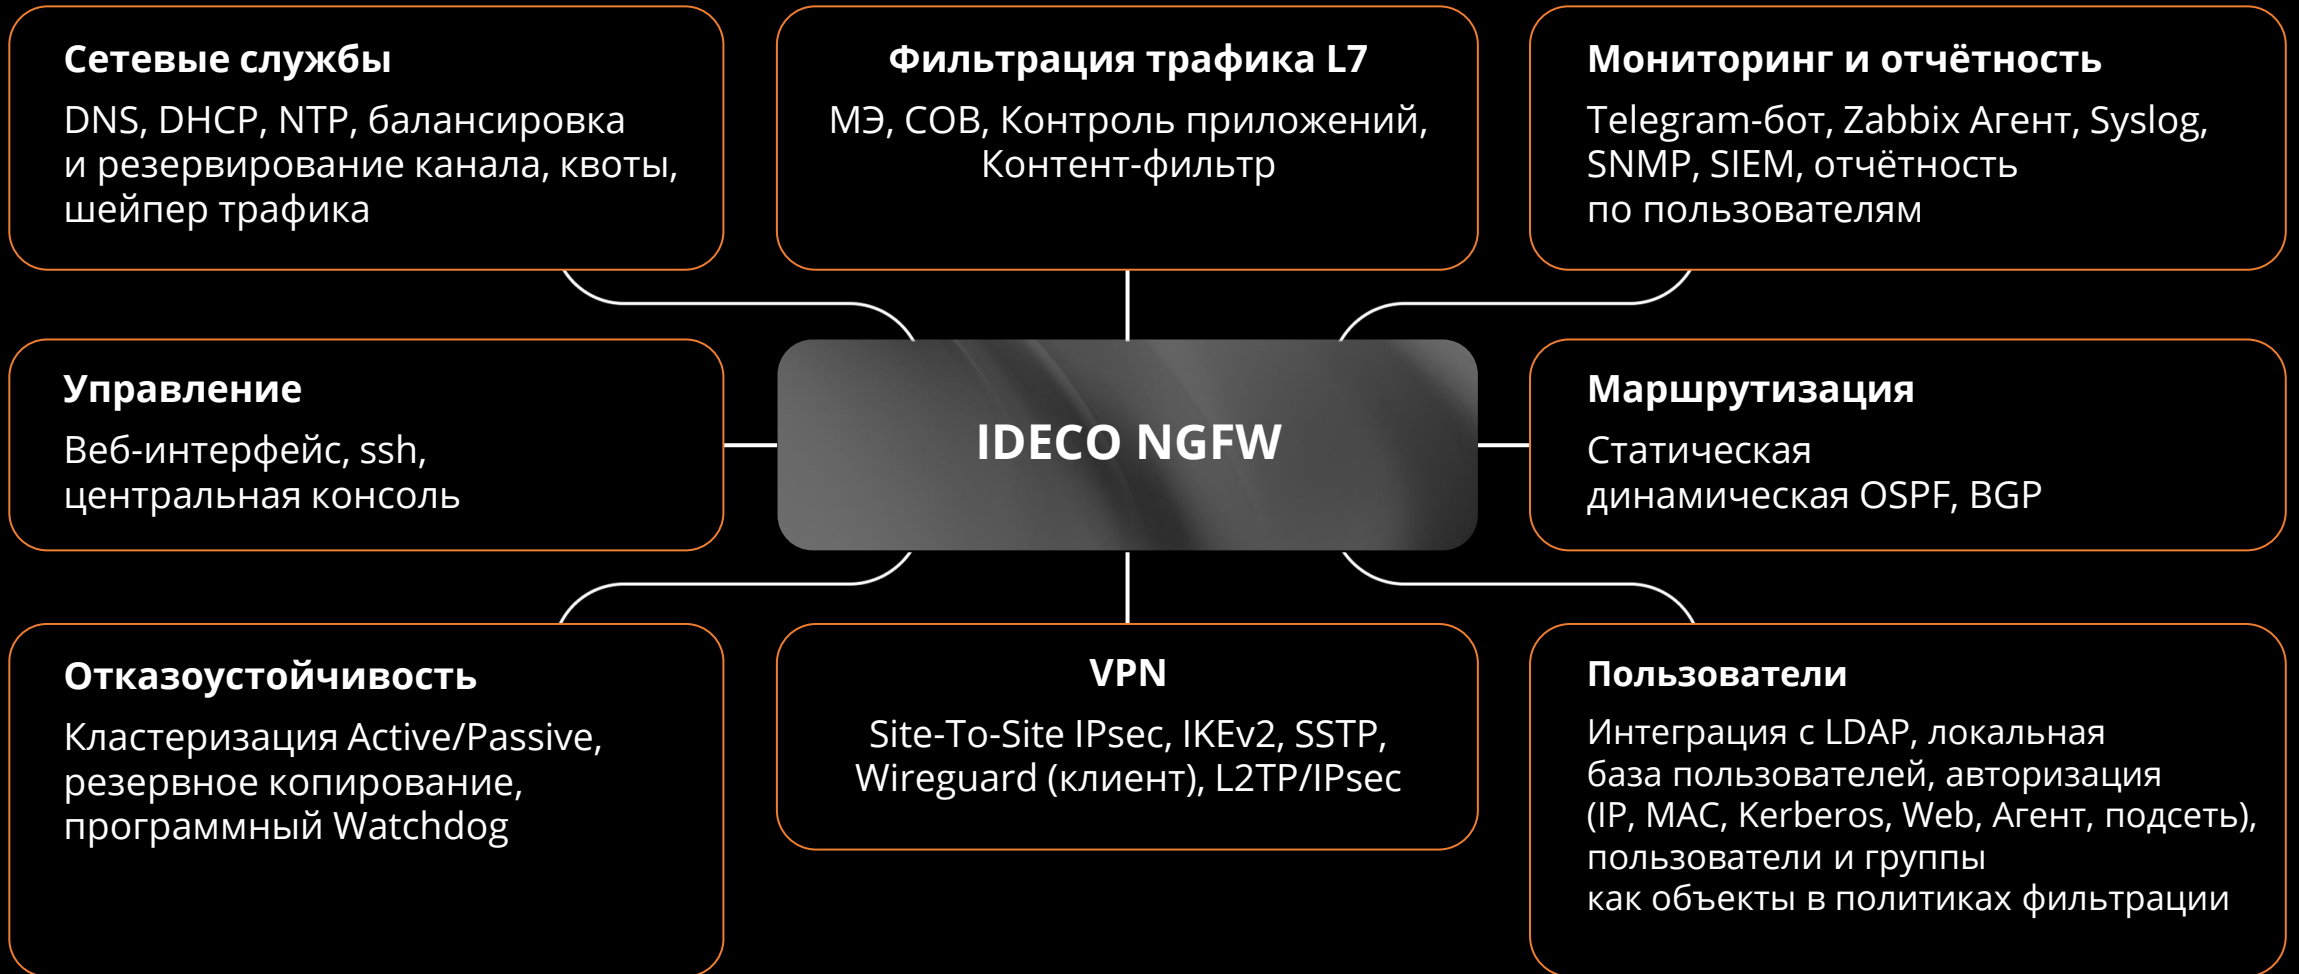 Сетевые службы
DNS, DHCP, NTP, балансировка
и резервирование канала, квоты,
шейпер трафика
Фильтрация трафика L7
МЭ, СОВ, Контроль приложений,
Контент-фильтр
Мониторинг и отчётность
Telegram-бот, Zabbix Агент, Syslog,
SNMP, SIEM, отчётность
по пользователям
Управление
Веб-интерфейс, ssh,
центральная консоль
IDECO NGFW
Маршрутизация
Статическая
динамическая OSPF, BGP
Отказоустойчивость
Кластеризация Active/Passive,
резервное копирование,
программный Watchdog
VPN
Site-To-Site IPsec, IKEv2, SSTP,
Wireguard (клиент), L2TP/IPsec
Пользователи
Интеграция с LDAP, локальная
база пользователей, авторизация
(IP, MAC, Kerberos, Web, Агент, подсеть),
пользователи и группы
как объекты в политиках фильтрации